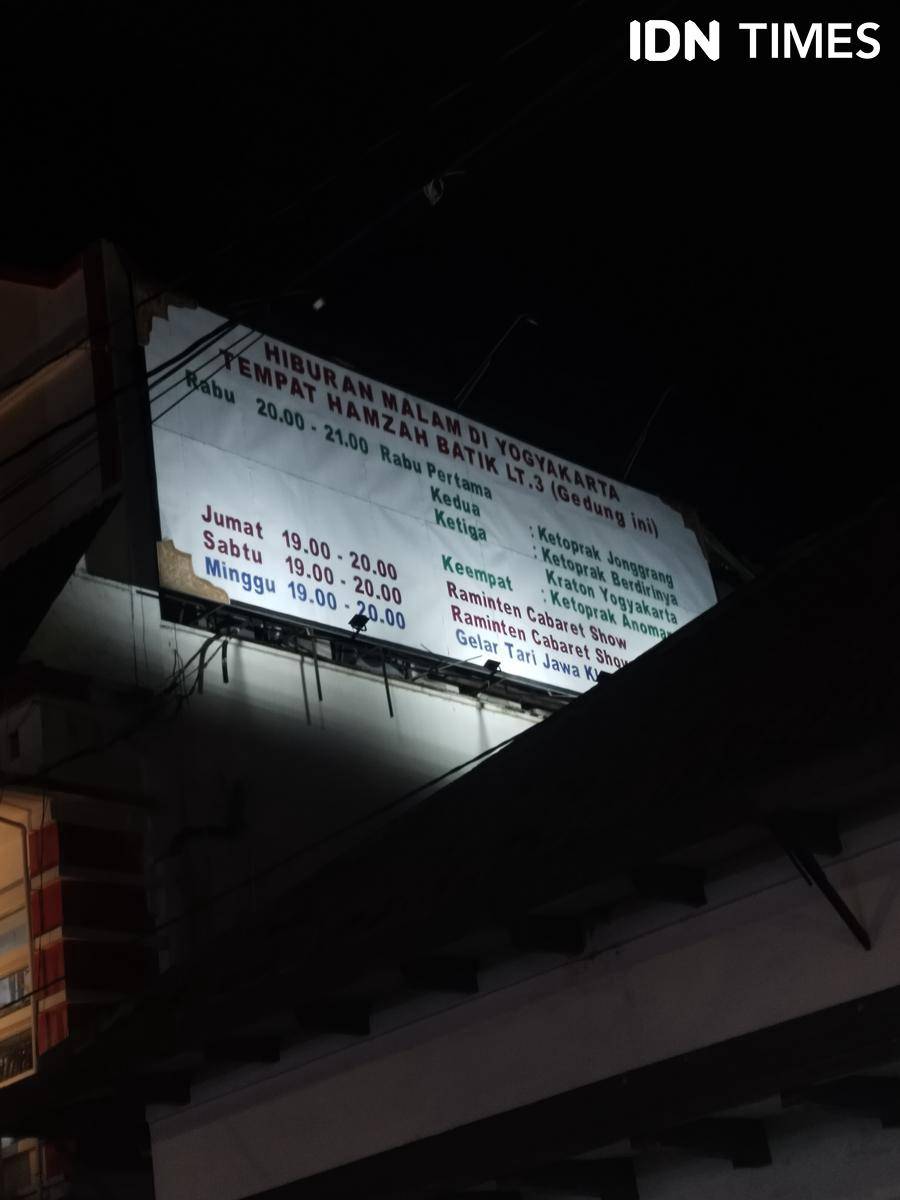 IDN TIMES
HIBURAN MALAM DI YOGYAKARTA
TEMPAT HAMZAH BATIK LT.3 (Gedung ini)
Rabu 20.00 - 21.00 Rabu Pertama : Ketoprak Jonggrang
Kedua : Ketoprak Berdirinya
Ketiga Kraton Yogyakarta
Keempat : Ketoprak Anoman
Jumat 19.00 - 20.00 Raminten Cabaret Show
Sabtu 19.00 - 20.00 Raminten Cabaret Show
Minggu 19.00 - 20.00 Gelar Tari Jawa